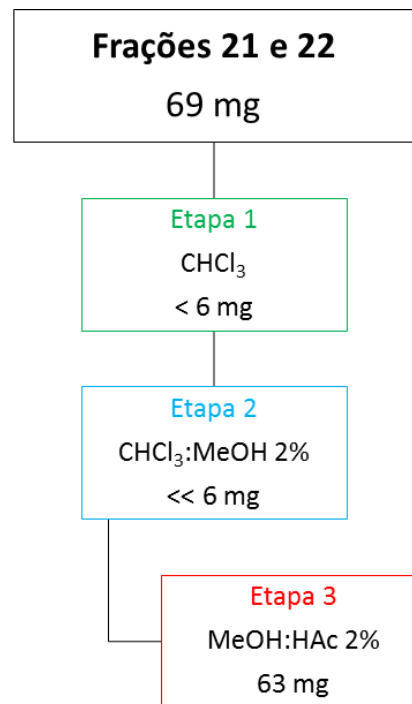 Frações 21 e 22
69 mg
Etapa 1
CHCl₃
< 6 mg
Etapa 2
CHCl₃:MeOH 2%
<< 6 mg
Etapa 3
MeOH:HAc 2%
63 mg